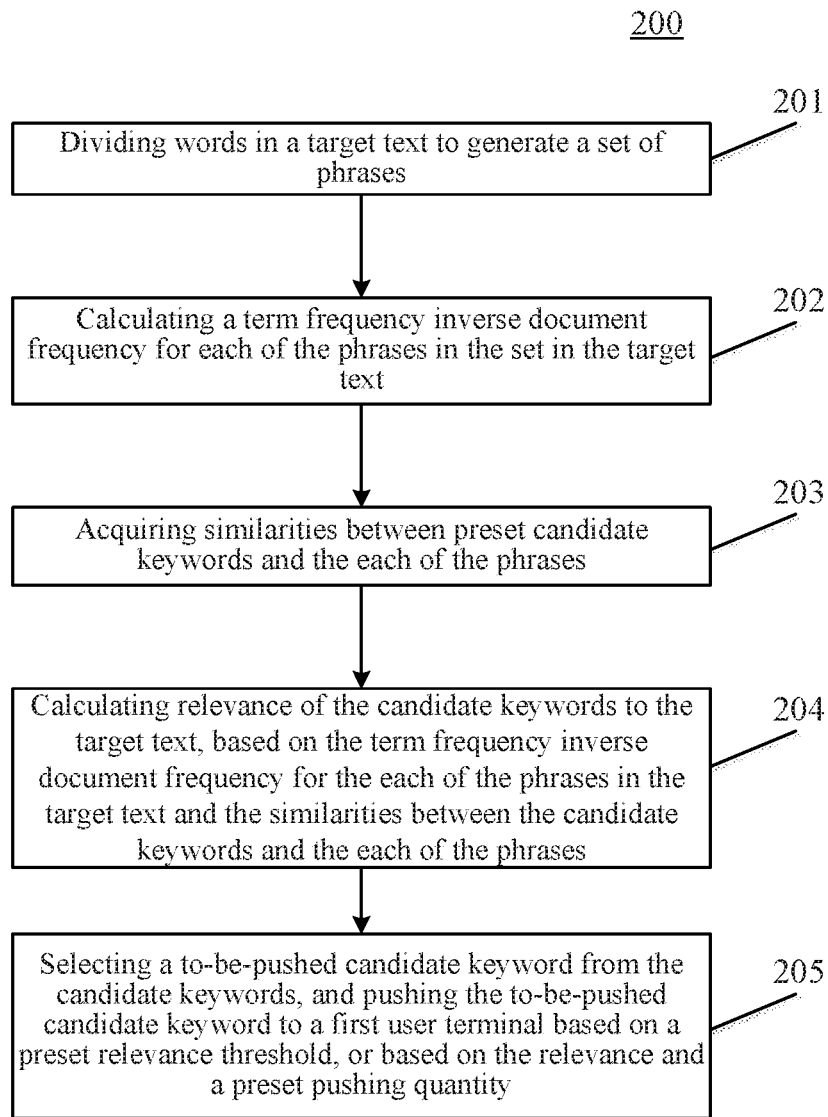 200
201
Dividing words in a target text to generate a set of
phrases
202
Calculating a term frequency inverse document
frequency for each of the phrases in the set in the target
text
203
Acquiring similarities between preset candidate
keywords and the each of the phrases
204
Calculating relevance of the candidate keywords to the
target text, based on the term frequency inverse
document frequency for the each of the phrases in the
target text and the similarities between the candidate
keywords and the each of the phrases
205
Selecting a to-be-pushed candidate keyword from the
candidate keywords, and pushing the to-be-pushed
candidate keyword to a first user terminal based on a
preset relevance threshold, or based on the relevance and
a preset pushing quantity